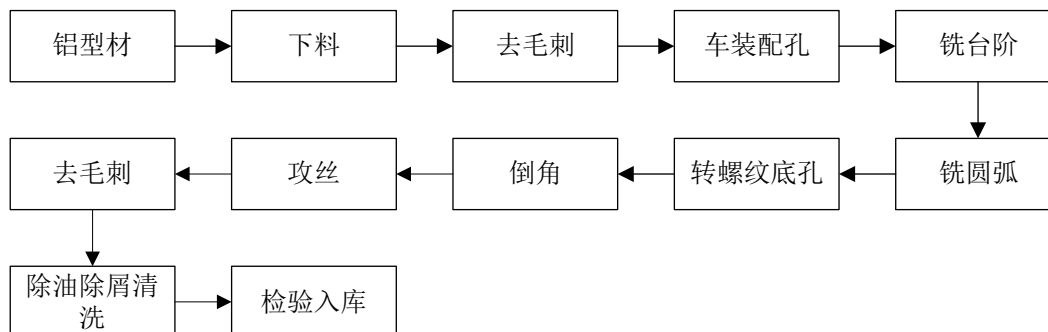 铝型材
下料
去毛刺
车装配孔
铣台阶
铣圆弧
转螺纹底孔
倒角
攻丝
去毛刺
除油除屑清
洗
检验入库